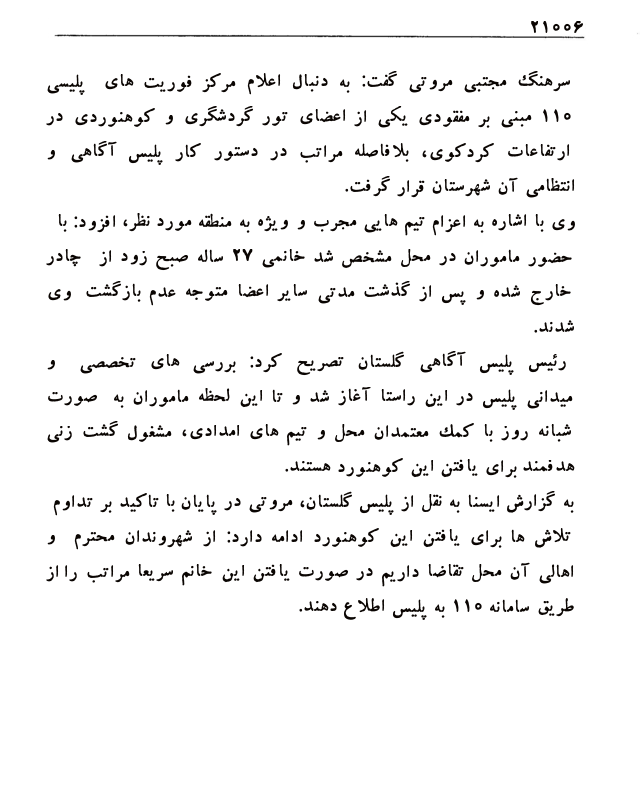 ۲۱۰۰۶
سرهنگ مجتبی مروتی گفت: به دنبال اعلام مرکز فوریت های پلیسی
۱۱۰ مبنی بر مفقودی یکی از اعضای تور گردشگری و کوهنوردی در
ارتفاعات کردکوی، بلافاصله مراتب در دستور کار پلیس آگاهی و
انتظامی آن شهرستان قرار گرفت.
وی با اشاره به اعزام تیم هایی مجرب و ویژه به منطقه مورد نظر، افزود: با
حضور ماموران در محل مشخص شد خانمی ۲۷ ساله صبح زود از چادر
خارج شده و پس از گذشت مدتی سایر اعضا متوجه عدم بازگشت وی
شدند.
رئیس پلیس آگاهی گلستان تصریح کرد: بررسی های تخصصی و
میدانی پلیس در این راستا آغاز شد و تا این لحظه ماموران به صورت
شبانه روز با کمك معتمدان محل و تیم های امدادی، مشغول گشت زنی
هدفمند برای یافتن این کوهنورد هستند.
به گزارش ایسنا به نقل از پلیس گلستان، مروتی در پایان با تاکید بر تداوم
تلاش ها برای یافتن این کوهنورد ادامه دارد: از شهروندان محترم و
اهالی آن محل تقاضا داریم در صورت یافتن این خانم سریعا مراتب را از
طریق سامانه ۱۱۰ به پلیس اطلاع دهند.